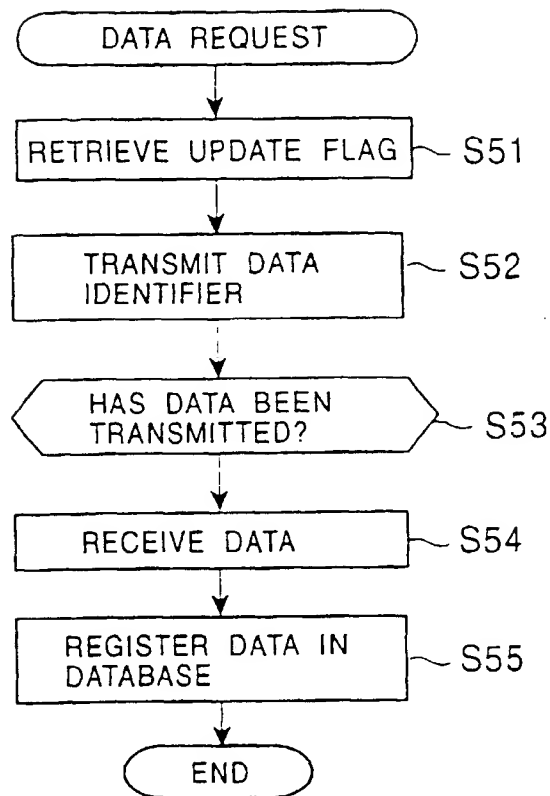 DATA REQUEST
RETRIEVE UPDATE FLAG
S51
TRANSMIT DATA
IDENTIFIER
S52
HAS DATA BEEN
TRANSMITTED?
S53
RECEIVE DATA
S54
REGISTER DATA IN
DATABASE
S55
END